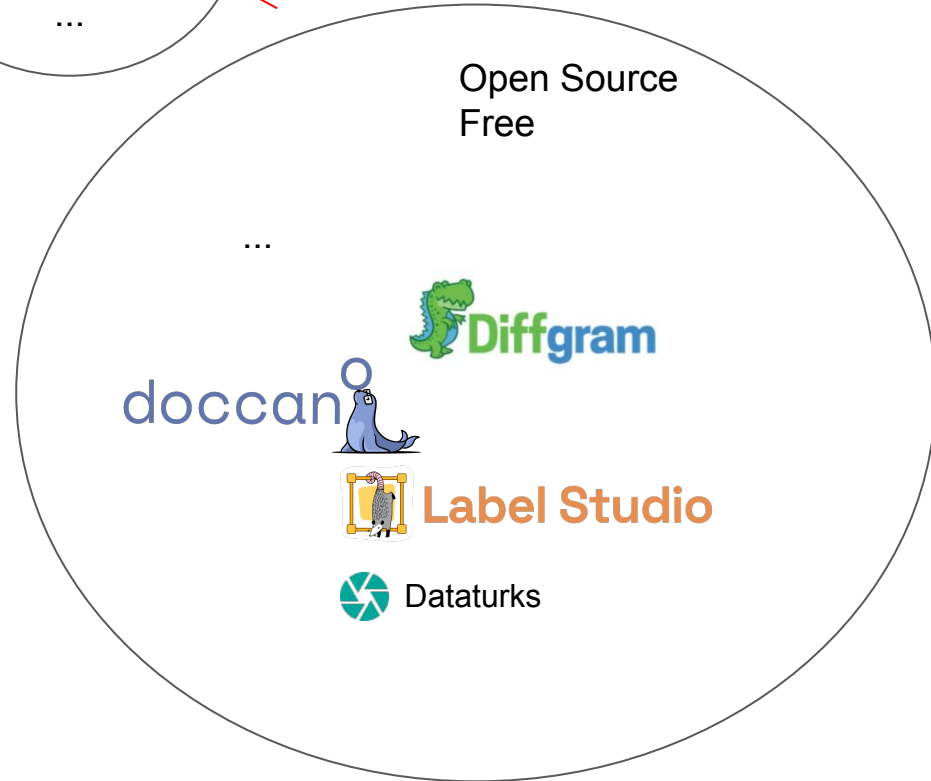 ...
Open Source
Free
...
Diffgram
doccano
Label Studio
Dataturks